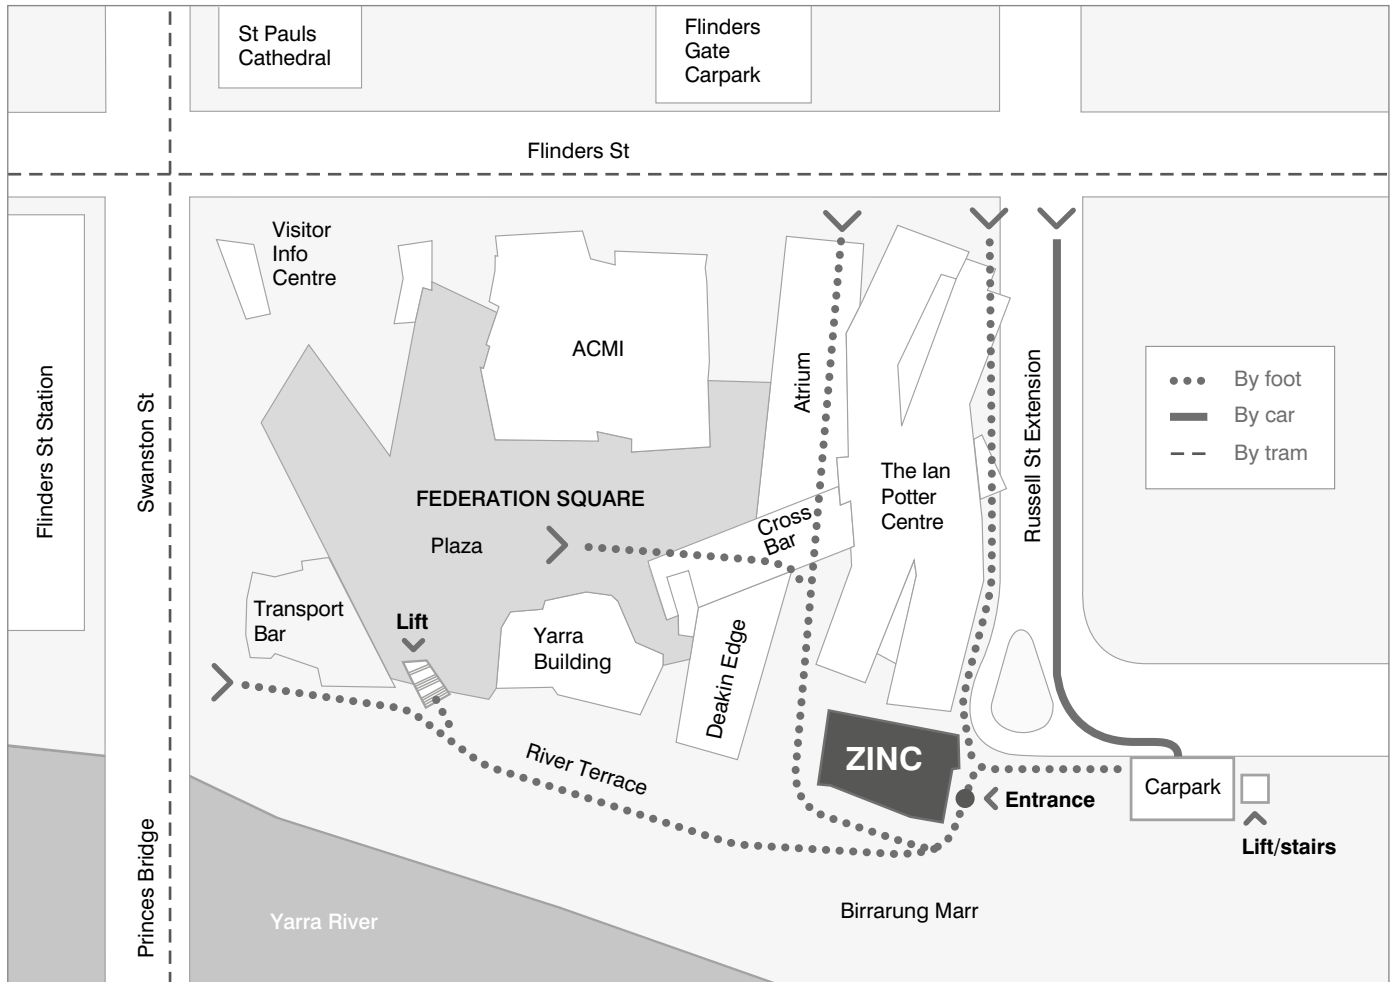 St Pauls
Cathedral
Flinders
Gate
Carpark
Flinders St
Visitor
Info
Centre
ACMI
Atrium
Flinders St Station
Swanston St
Russell St Extension
By foot
By car
By tram
The Ian
Potter
Centre
FEDERATION SQUARE
Plaza
Cross
Bar
Transport
Bar
Lift
Yarra
Building
Deakin Edge
River Terrace
ZINC
Entrance
Carpark
Lift/stairs
Princes Bridge
Yarra River
Birrarung Marr